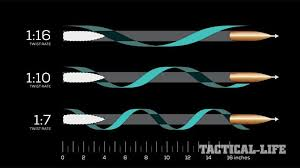 1:16
TWIST RATE
1:10
TWIST RATE
1:7
TWIST RATE
0 2 4 6 8 10 12 14 16 inches
TACTICAL-LIFE